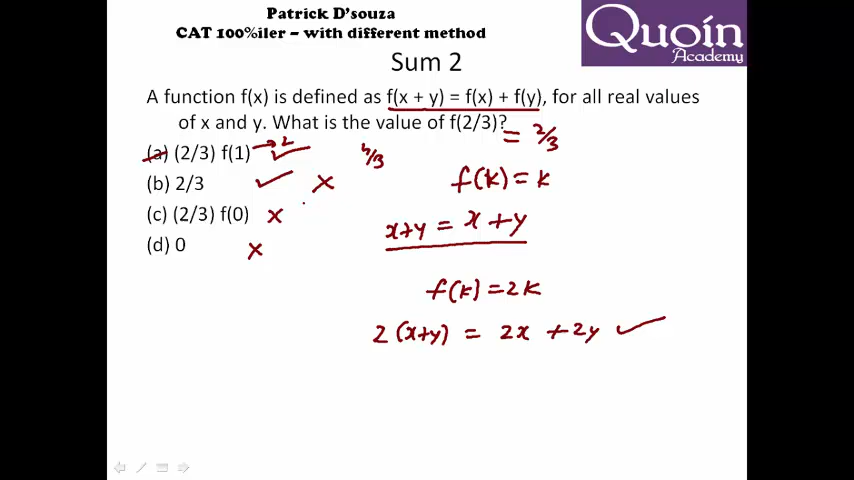 Patrick D'souza
CAT 100%iler – with different method
Quoin
Academy
Sum 2
A function f(x) is defined as f(x + y) = f(x) + f(y), for all real values
of x and y. What is the value of f(2/3)?
= 2/3
(a) (2/3) f(1) → 2 ✓
4/3
(b) 2/3 ✓ x
f(k) = k
(c) (2/3) f(0) x
x+y = x+y
(d) 0 x
f(k) = 2k
2 (x+y) = 2x + 2y ✓